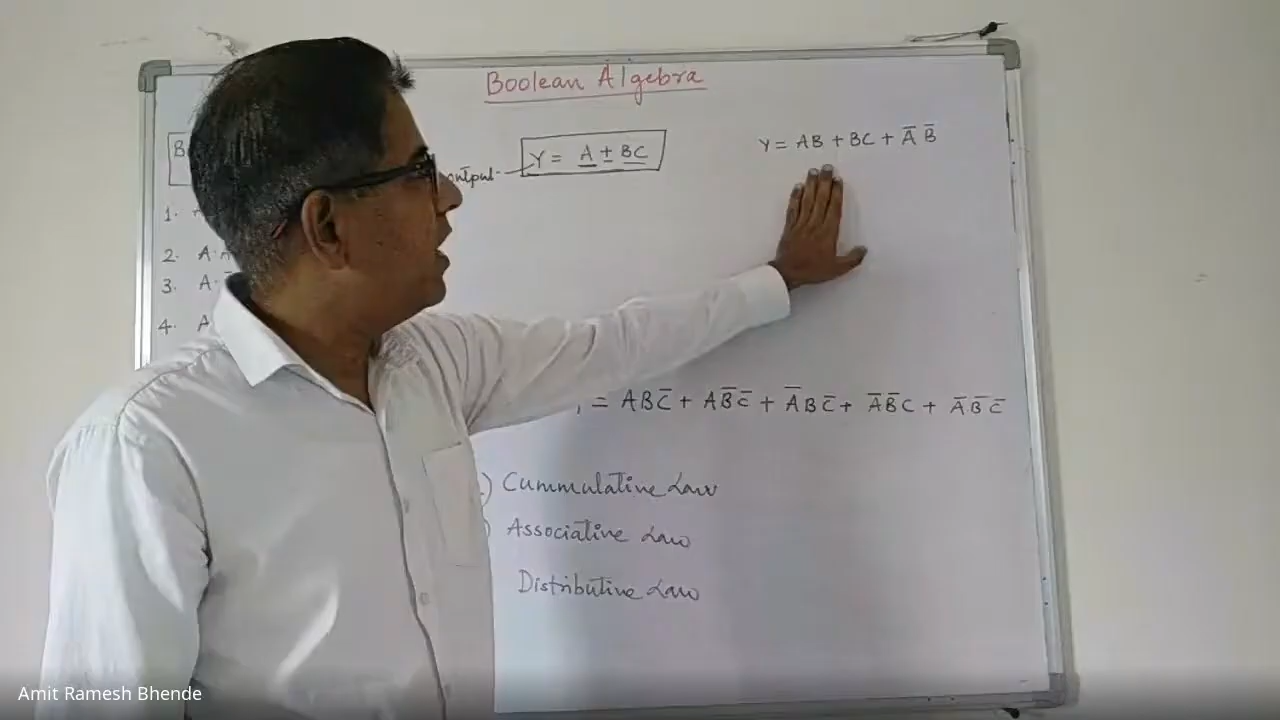 Boolean Algebra
Y = AB + BC + A̅ B̅
Y = A + BC
output
1.
2. A.
3. A.
4. A
= ABC̅ + AB̅C̅ + A̅BC̅ + A̅B̅C + A̅B̅C̅
) Cummulative Law
) Associative Law
Distributive Law
Amit Ramesh Bhende